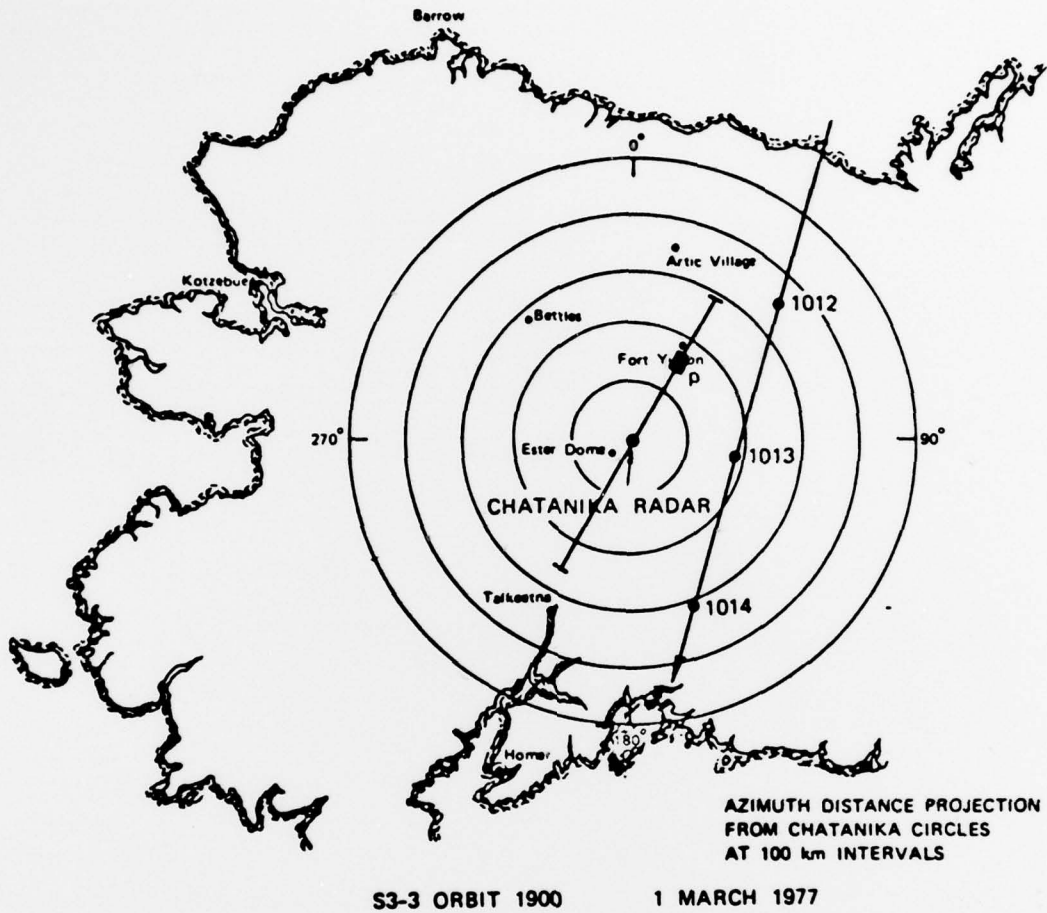 Barrow
0°
Artic Village
Kotzebue
1012
Bettles
Fort Yukon
p
270°
90°
Ester Dome
1013
CHATANIKA RADAR
Talkeetna
1014
180°
Homer
AZIMUTH DISTANCE PROJECTION
FROM CHATANIKA CIRCLES
AT 100 km INTERVALS
S3-3 ORBIT 1900 1 MARCH 1977